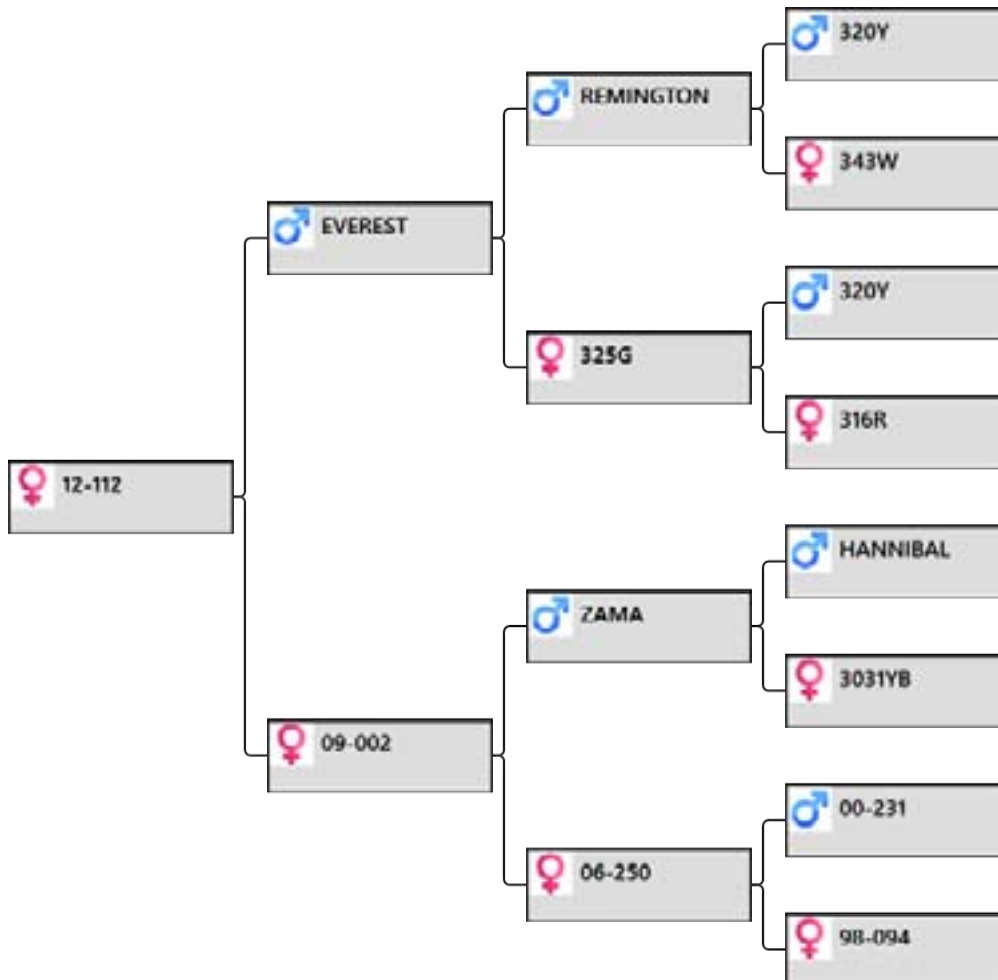 320Y
REMINGTON
343W
EVEREST
320Y
325G
316R
12-112
HANNIBAL
ZAMA
3031YB
09-002
00-231
06-250
98-094